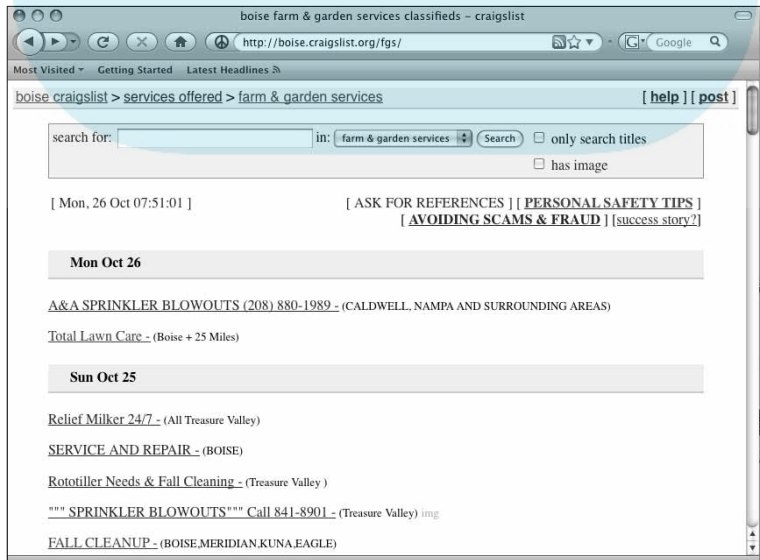 boise farm & garden services classifieds – craigslist
http://boise.craigslist.org/fgs/
G Google
Most Visited Getting Started Latest Headlines
boise craigslist > services offered > farm & garden services [ help ] [ post ]
search for: in: farm & garden services Search only search titles
has image
[ Mon, 26 Oct 07:51:01 ] [ ASK FOR REFERENCES ] [ PERSONAL SAFETY TIPS ]
[ AVOIDING SCAMS & FRAUD ] [success story?]
Mon Oct 26
A&A SPRINKLER BLOWOUTS (208) 880-1989 - (CALDWELL, NAMPA AND SURROUNDING AREAS)
Total Lawn Care - (Boise + 25 Miles)
Sun Oct 25
Relief Milker 24/7 - (All Treasure Valley)
SERVICE AND REPAIR - (BOISE)
Rototiller Needs & Fall Cleaning - (Treasure Valley )
""" SPRINKLER BLOWOUTS""" Call 841-8901 - (Treasure Valley) img
FALL CLEANUP - (BOISE,MERIDIAN,KUNA,EAGLE)